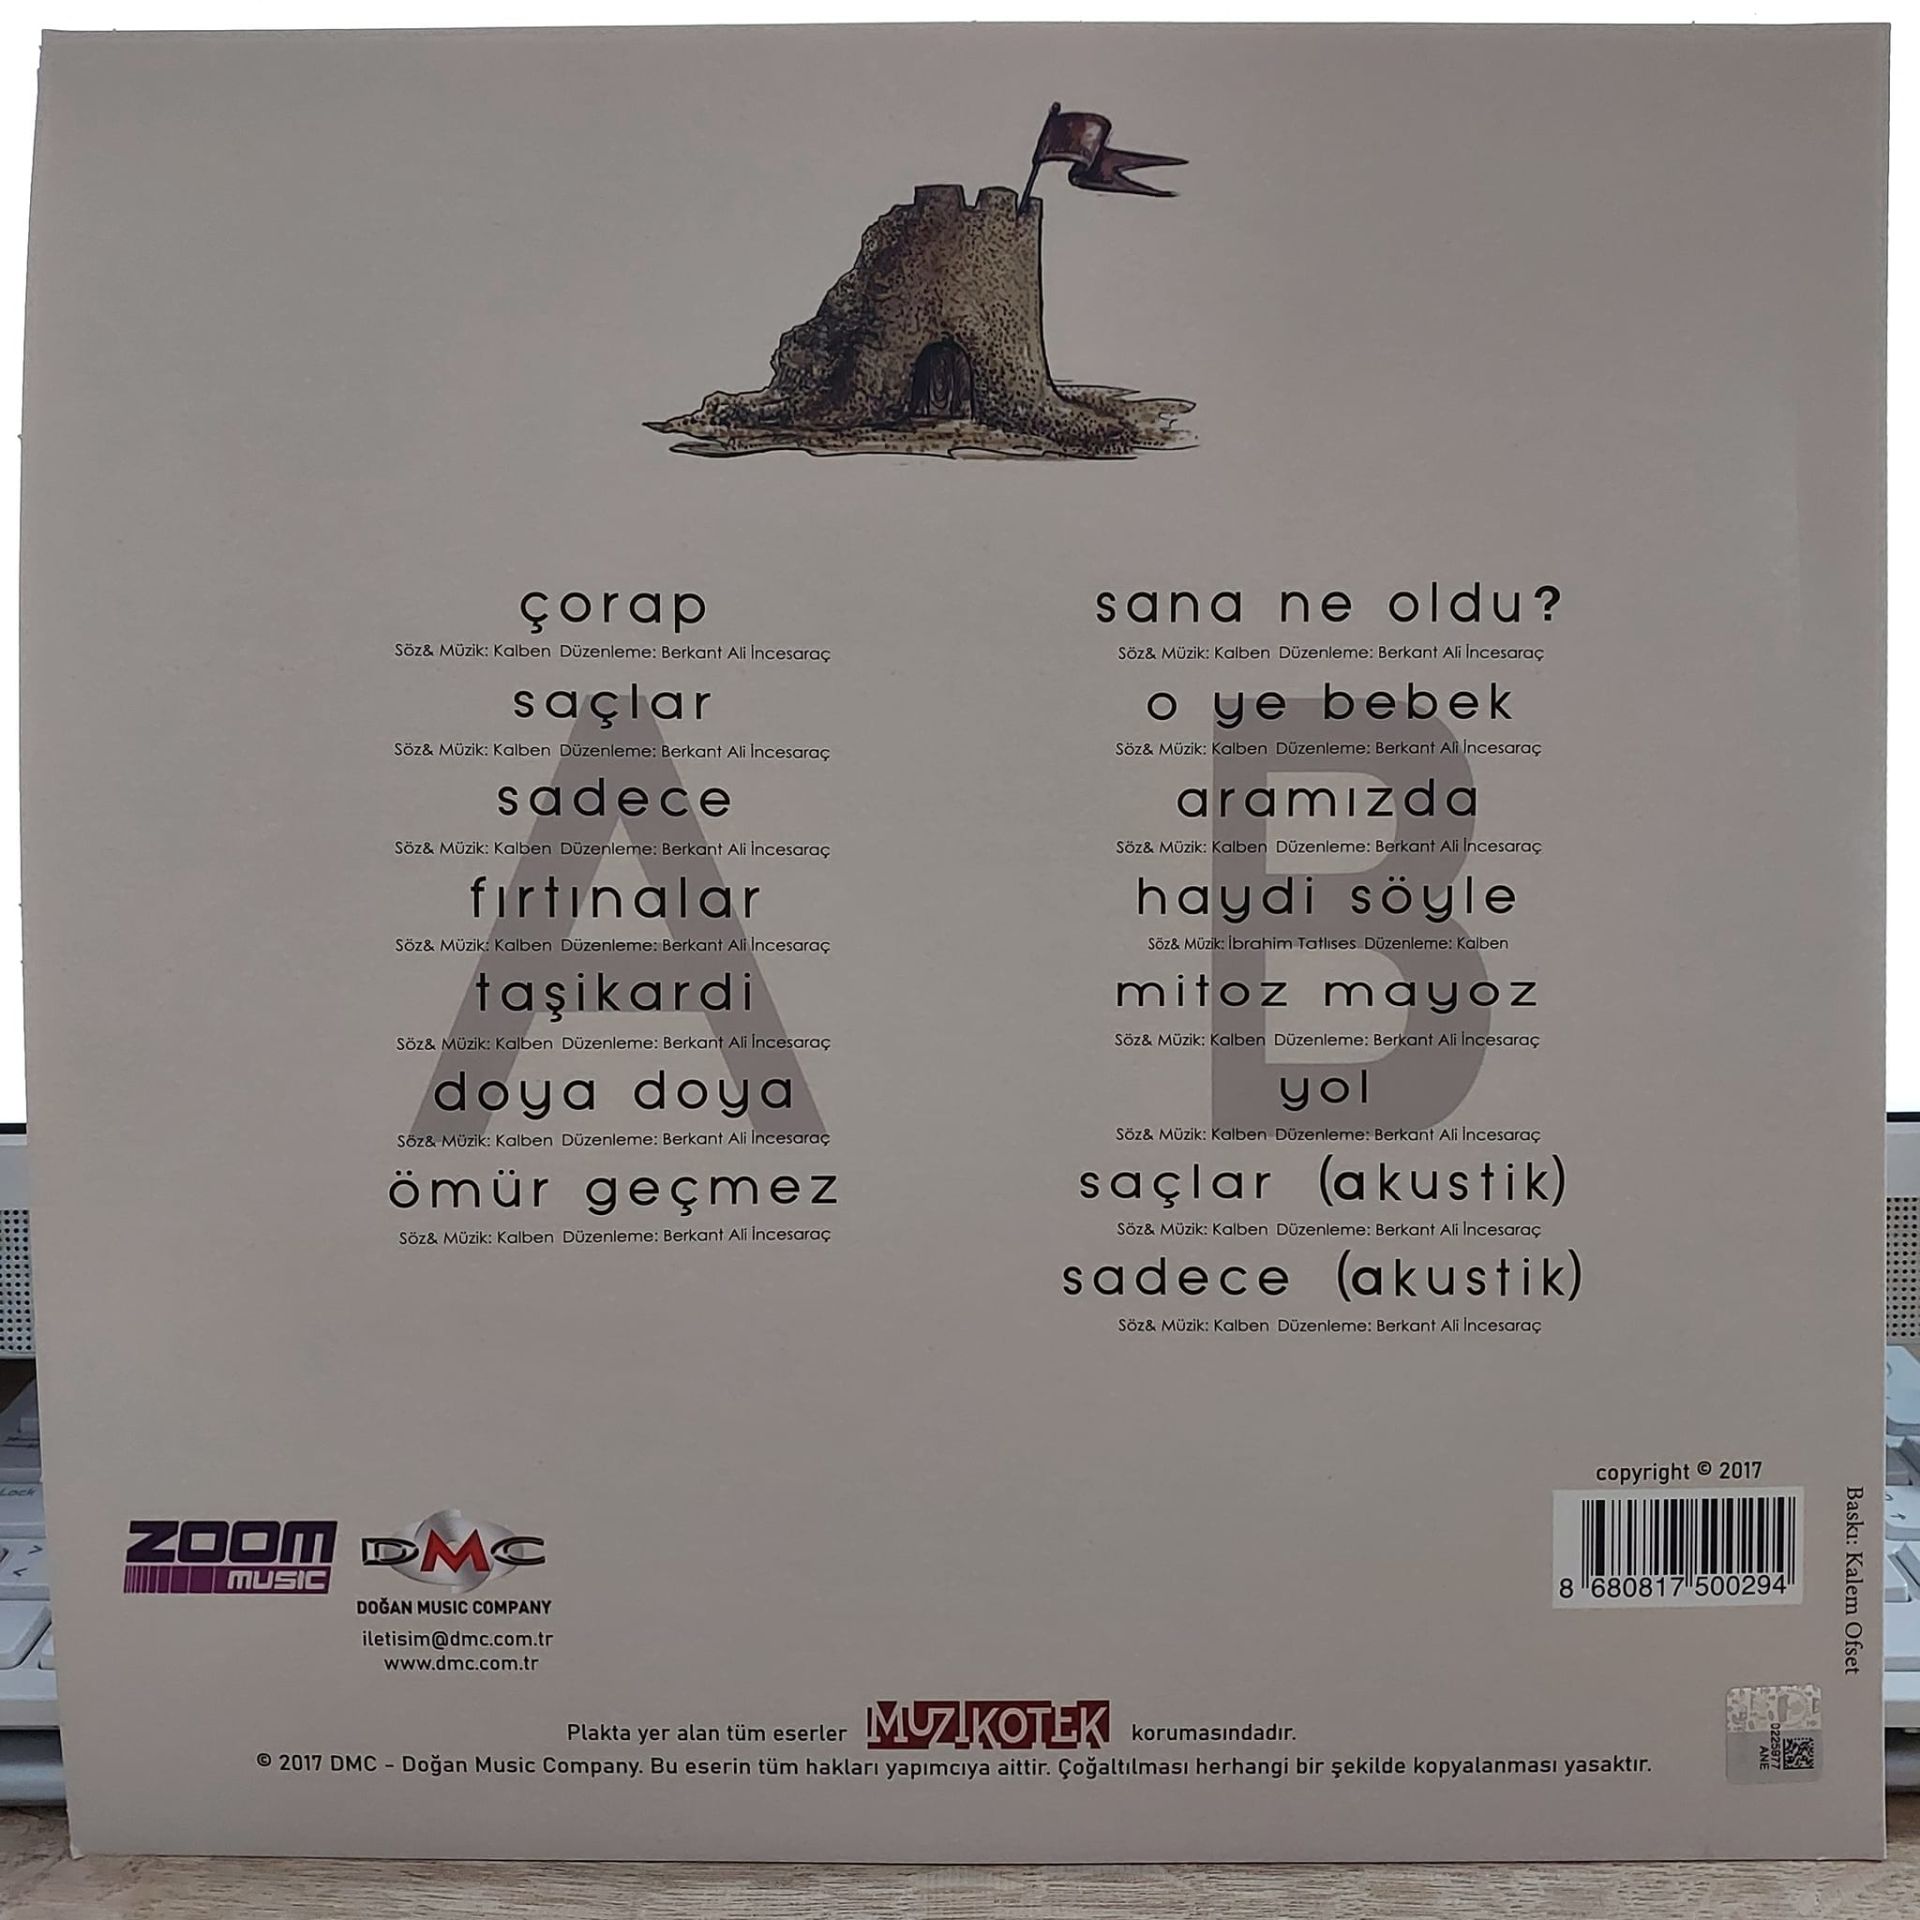 çorap
Söz& Müzik: Kalben Düzenleme: Berkant Ali İncesaraç
saçlar
Söz& Müzik: Kalben Düzenleme: Berkant Ali İncesaraç
sadece
Söz& Müzik: Kalben Düzenleme: Berkant Ali İncesaraç
fırtınalar
Söz& Müzik: Kalben Düzenleme: Berkant Ali İncesaraç
taşikardi
Söz& Müzik: Kalben Düzenleme: Berkant Ali İncesaraç
doya doya
Söz& Müzik: Kalben Düzenleme: Berkant Ali İncesaraç
ömür geçmez
Söz& Müzik: Kalben Düzenleme: Berkant Ali İncesaraç
A
sana ne oldu?
Söz& Müzik: Kalben Düzenleme: Berkant Ali İncesaraç
o ye bebek
Söz& Müzik: Kalben Düzenleme: Berkant Ali İncesaraç
aramızda
Söz& Müzik: Kalben Düzenleme: Berkant Ali İncesaraç
haydi söyle
Söz& Müzik: İbrahim Tatlıses Düzenleme: Kalben
mitoz mayoz
Söz& Müzik: Kalben Düzenleme: Berkant Ali İncesaraç
yol
Söz& Müzik: Kalben Düzenleme: Berkant Ali İncesaraç
saçlar (akustik)
Söz& Müzik: Kalben Düzenleme: Berkant Ali İncesaraç
sadece (akustik)
Söz& Müzik: Kalben Düzenleme: Berkant Ali İncesaraç
B
ZOOM
MUSIC
DMC
DOĞAN MUSIC COMPANY
iletisim@dmc.com.tr
www.dmc.com.tr
copyright © 2017
8 680817 500294
Baskı: Kalem Ofset
Plakta yer alan tüm eserler MUZIKOTEK korumasındadır.
© 2017 DMC - Doğan Music Company. Bu eserin tüm hakları yapımcıya aittir. Çoğaltılması herhangi bir şekilde kopyalanması yasaktır.
0225877
ANE
Lock